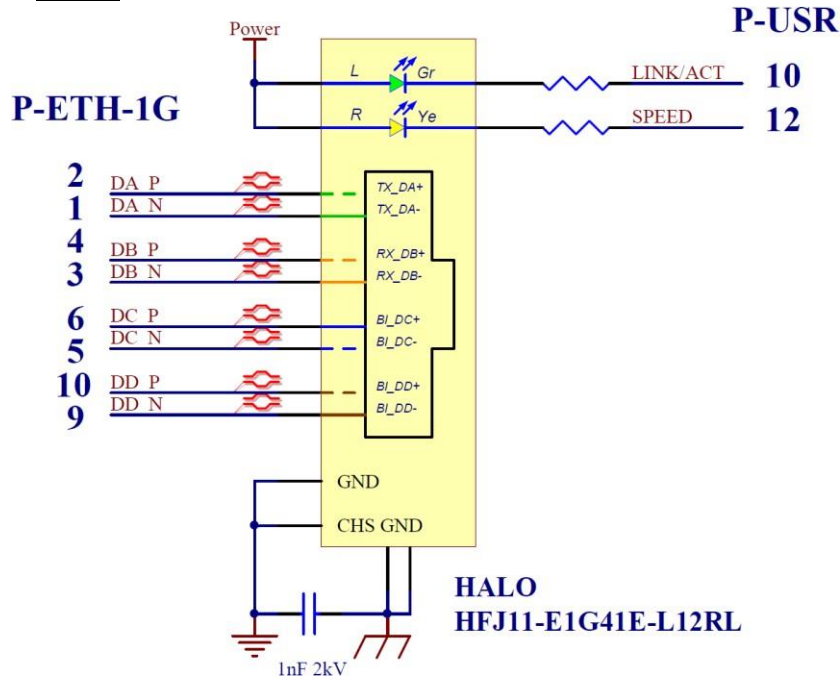 P-USR
Power
L Gr LINK/ACT 10
R Ye SPEED 12
P-ETH-1G
2 DA_P TX_DA+
1 DA_N TX_DA-
4 DB_P RX_DB+
3 DB_N RX_DB-
6 DC_P BI_DC+
5 DC_N BI_DC-
10 DD_P BI_DD+
9 DD_N BI_DD-
GND
CHS GND
HALO
HFJ11-E1G41E-L12RL
1nF 2kV